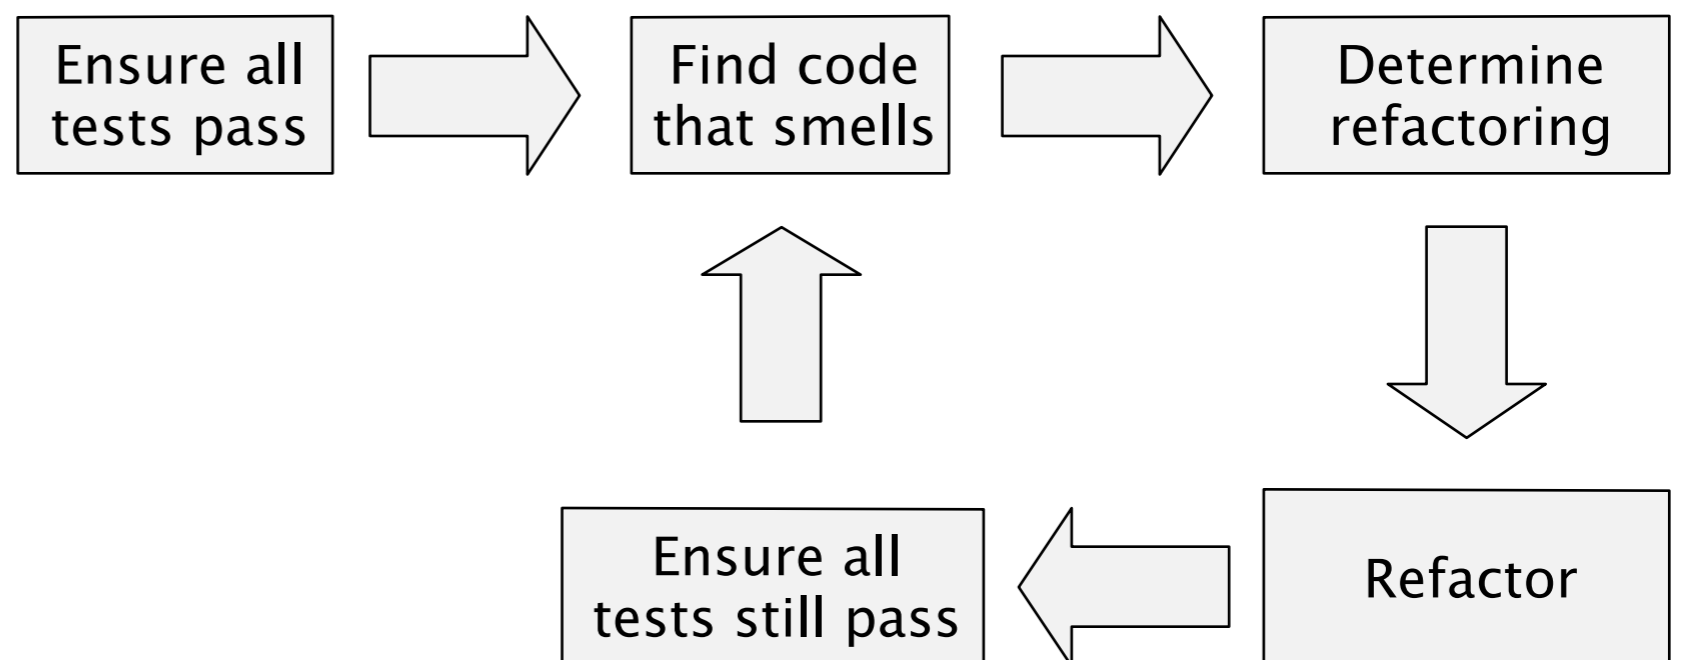 Ensure all
tests pass
Find code
that smells
Determine
refactoring
Refactor
Ensure all
tests still pass